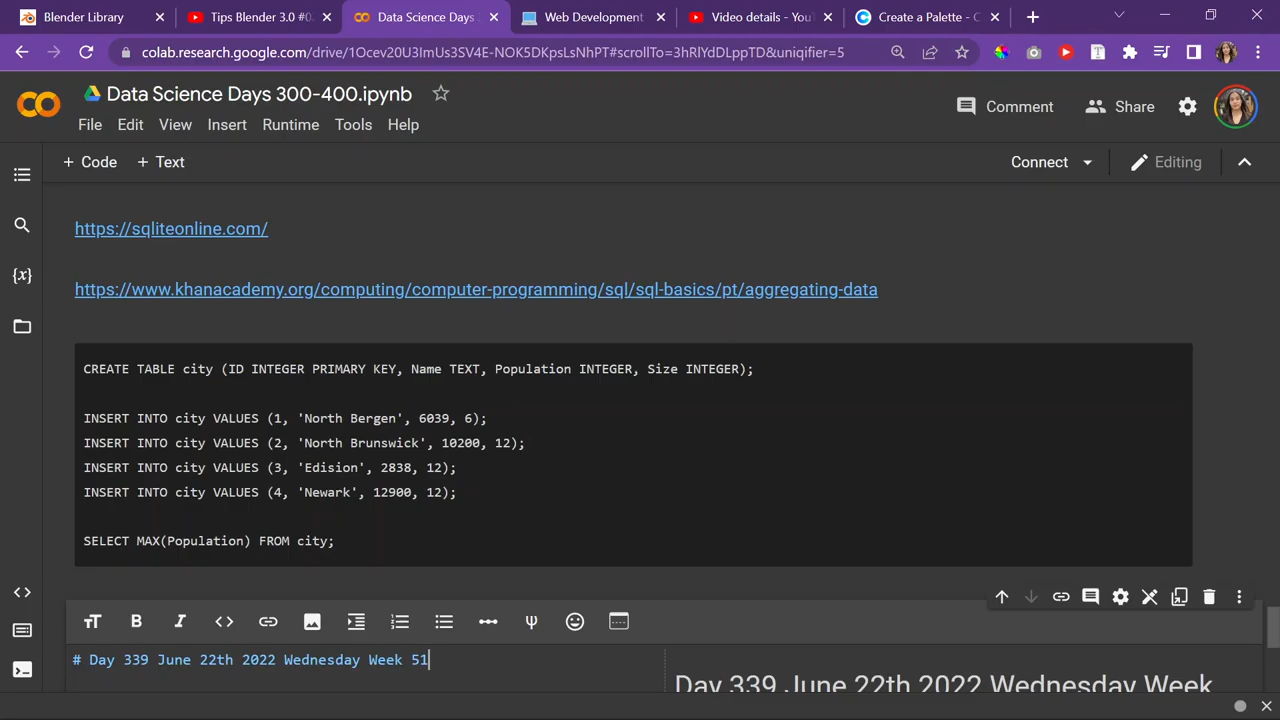 Blender Library
Tips Blender 3.0 #0
Data Science Days
Web Development
Video details - You
Create a Palette - C
colab.research.google.com/drive/1Ocev20U3ImUs3SV4E-NOK5DKpsLsNhPT#scrollTo=3hRlYdDLppTD&uniqifier=5
Data Science Days 300-400.ipynb
Comment
Share
File Edit View Insert Runtime Tools Help
+ Code + Text
Connect
Editing
https://sqliteonline.com/
https://www.khanacademy.org/computing/computer-programming/sql/sql-basics/pt/aggregating-data
CREATE TABLE city (ID INTEGER PRIMARY KEY, Name TEXT, Population INTEGER, Size INTEGER);
INSERT INTO city VALUES (1, 'North Bergen', 6039, 6);
INSERT INTO city VALUES (2, 'North Brunswick', 10200, 12);
INSERT INTO city VALUES (3, 'Edision', 2838, 12);
INSERT INTO city VALUES (4, 'Newark', 12900, 12);
SELECT MAX(Population) FROM city;
# Day 339 June 22th 2022 Wednesday Week 51
Day 339 June 22th 2022 Wednesday Week